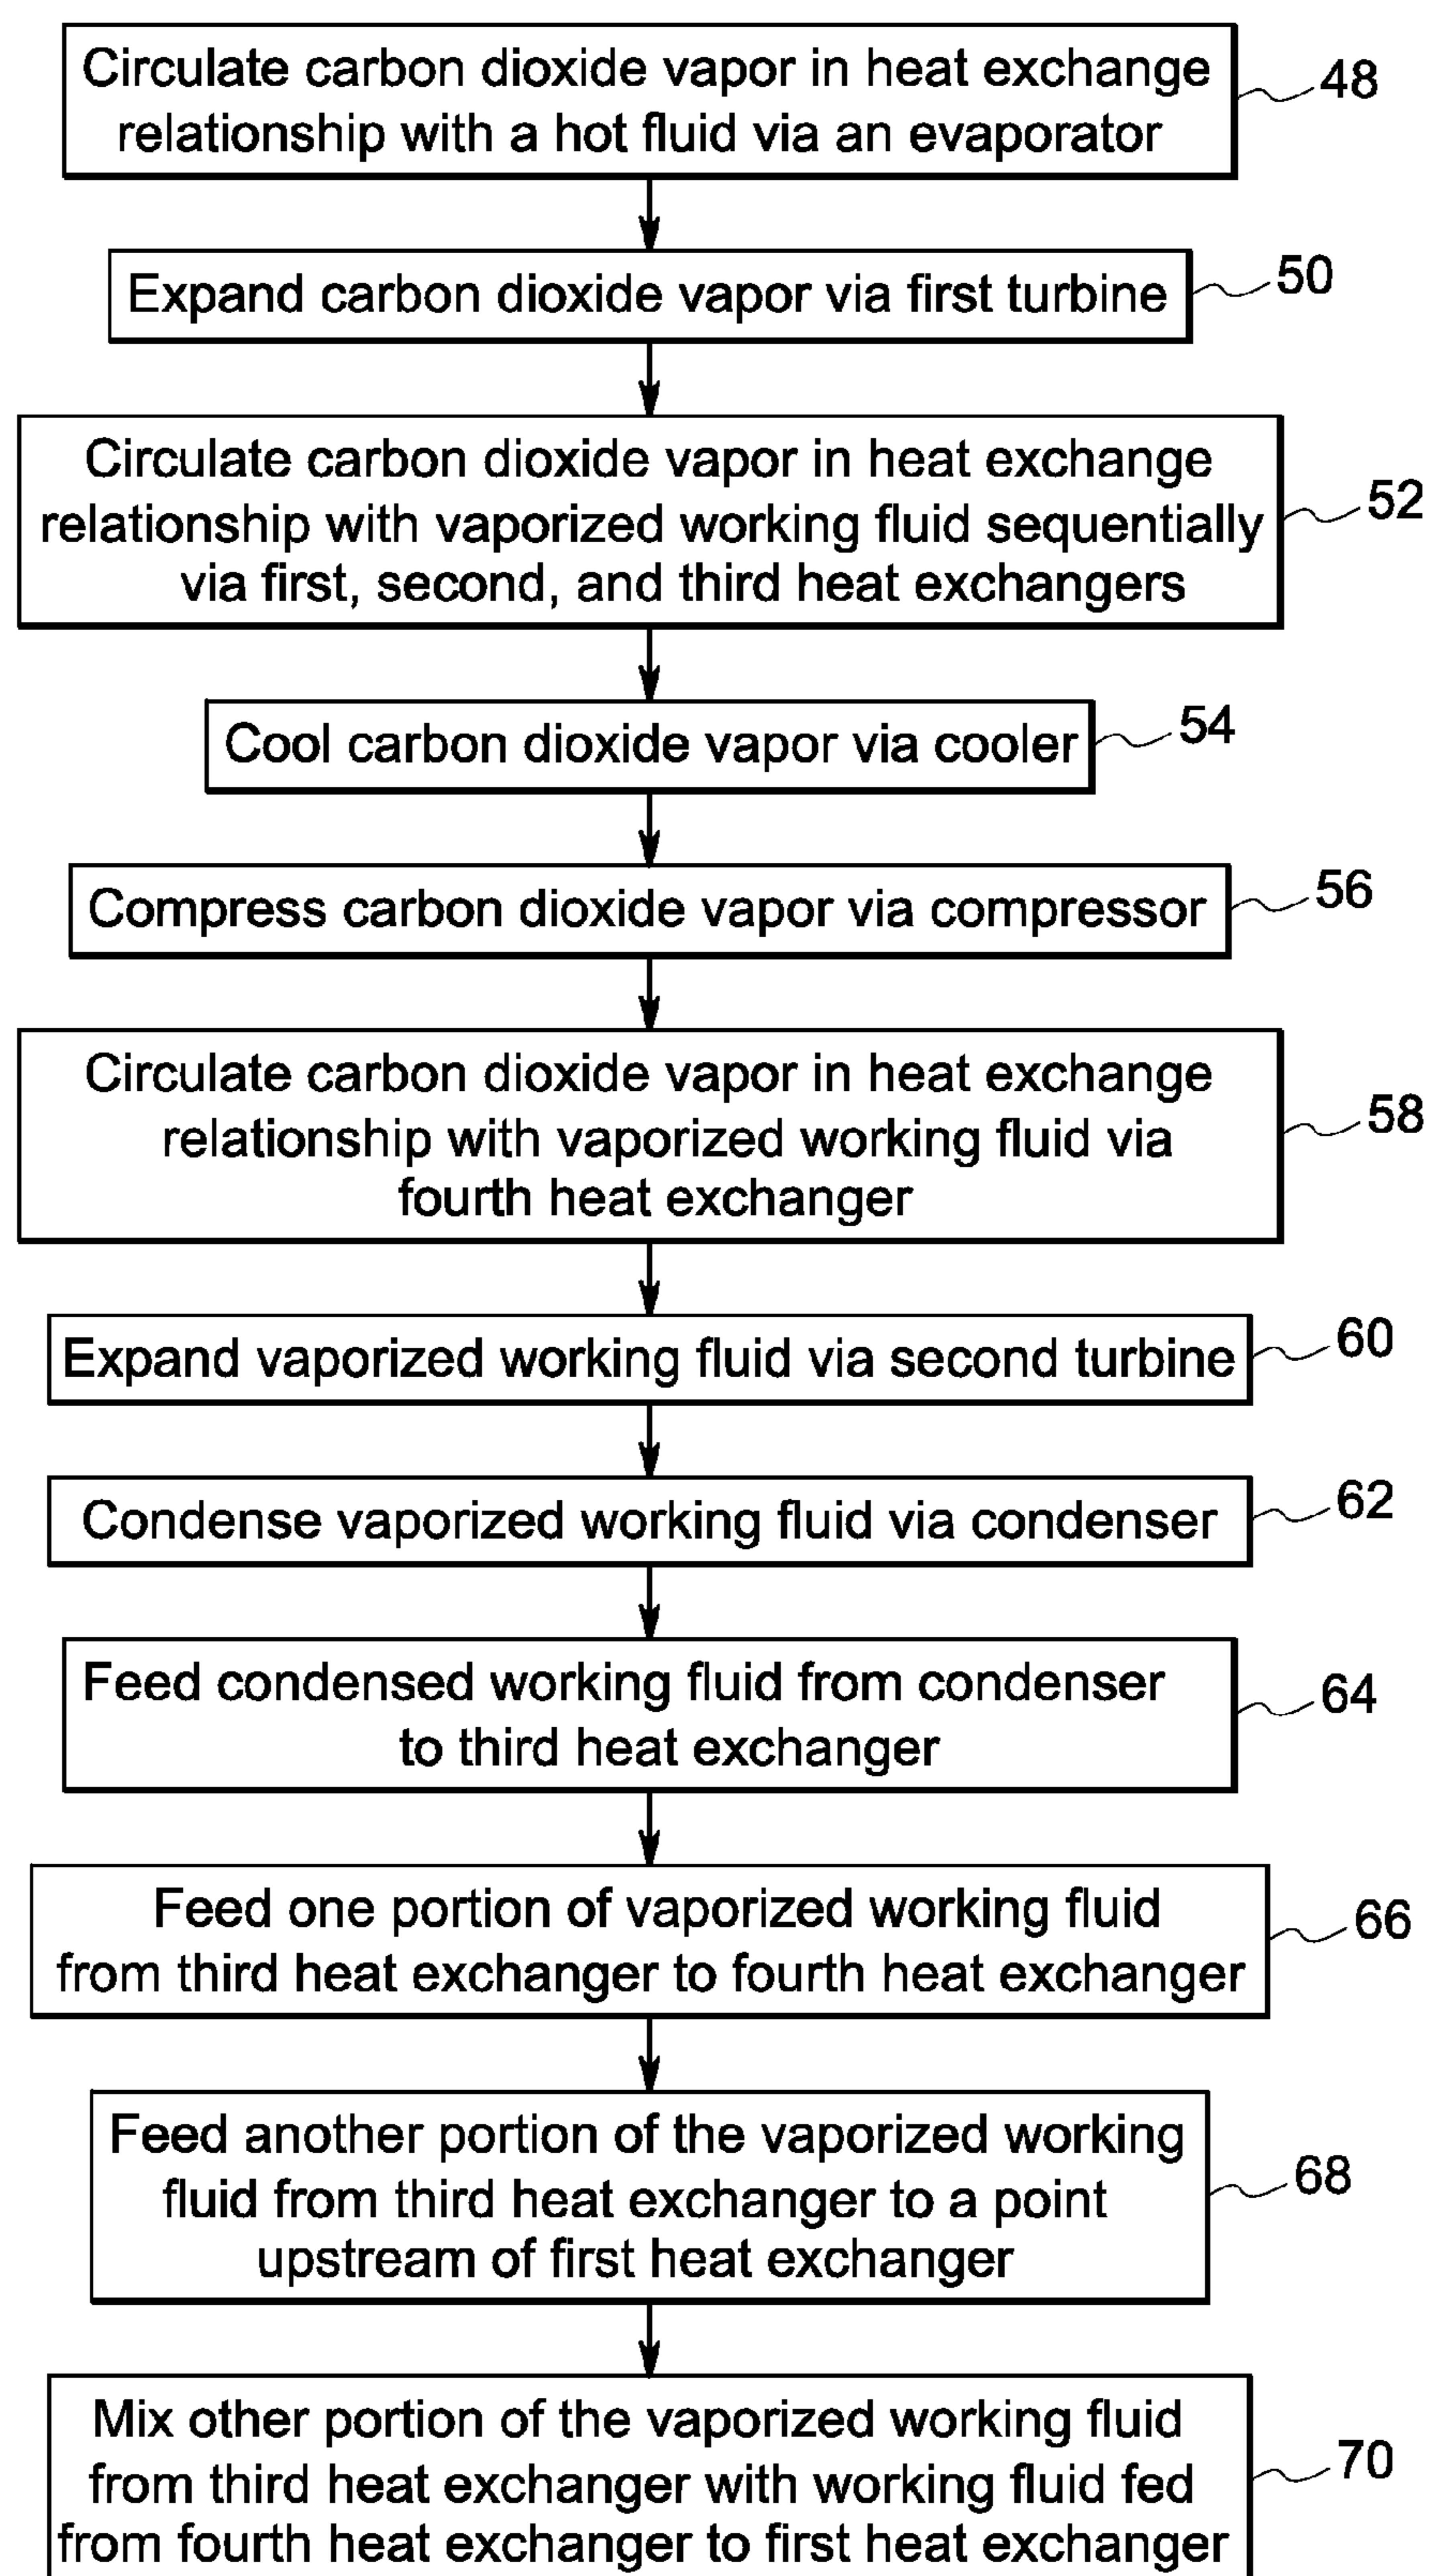 Circulate carbon dioxide vapor in heat exchange
relationship with a hot fluid via an evaporator
48
Expand carbon dioxide vapor via first turbine
50
Circulate carbon dioxide vapor in heat exchange
relationship with vaporized working fluid sequentially
via first, second, and third heat exchangers
52
Cool carbon dioxide vapor via cooler
54
Compress carbon dioxide vapor via compressor
56
Circulate carbon dioxide vapor in heat exchange
relationship with vaporized working fluid via
fourth heat exchanger
58
Expand vaporized working fluid via second turbine
60
Condense vaporized working fluid via condenser
62
Feed condensed working fluid from condenser
to third heat exchanger
64
Feed one portion of vaporized working fluid
from third heat exchanger to fourth heat exchanger
66
Feed another portion of the vaporized working
fluid from third heat exchanger to a point
upstream of first heat exchanger
68
Mix other portion of the vaporized working fluid
from third heat exchanger with working fluid fed
from fourth heat exchanger to first heat exchanger
70